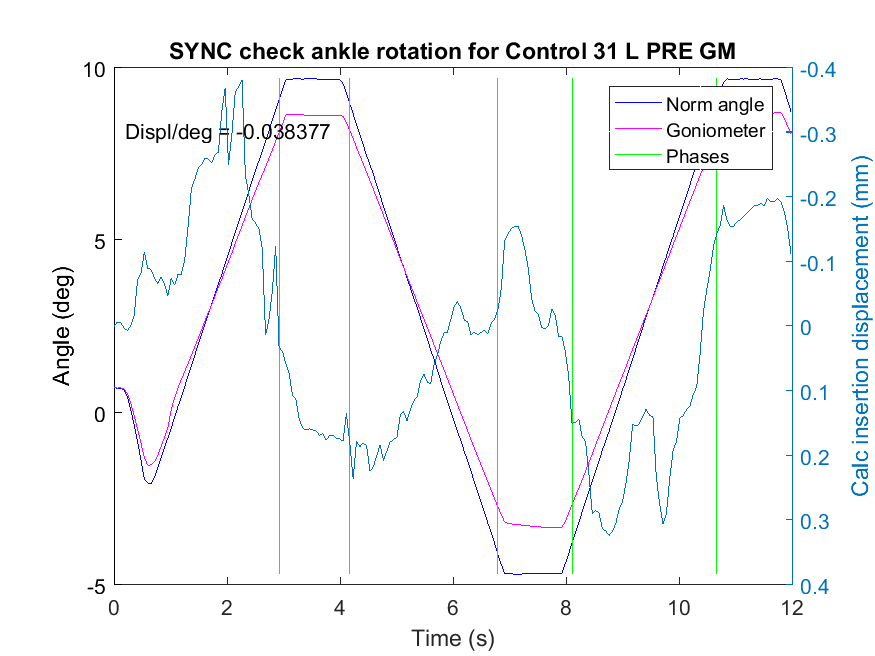 SYNC check ankle rotation for Control 31 L PRE GM
Displ/deg = -0.038377
Norm angle
Goniometer
Phases
Angle (deg)
10
5
0
-5
0 2 4 6 8 10 12
Time (s)
-0.4
-0.3
-0.2
-0.1
0
0.1
0.2
0.3
0.4
Calc insertion displacement (mm)